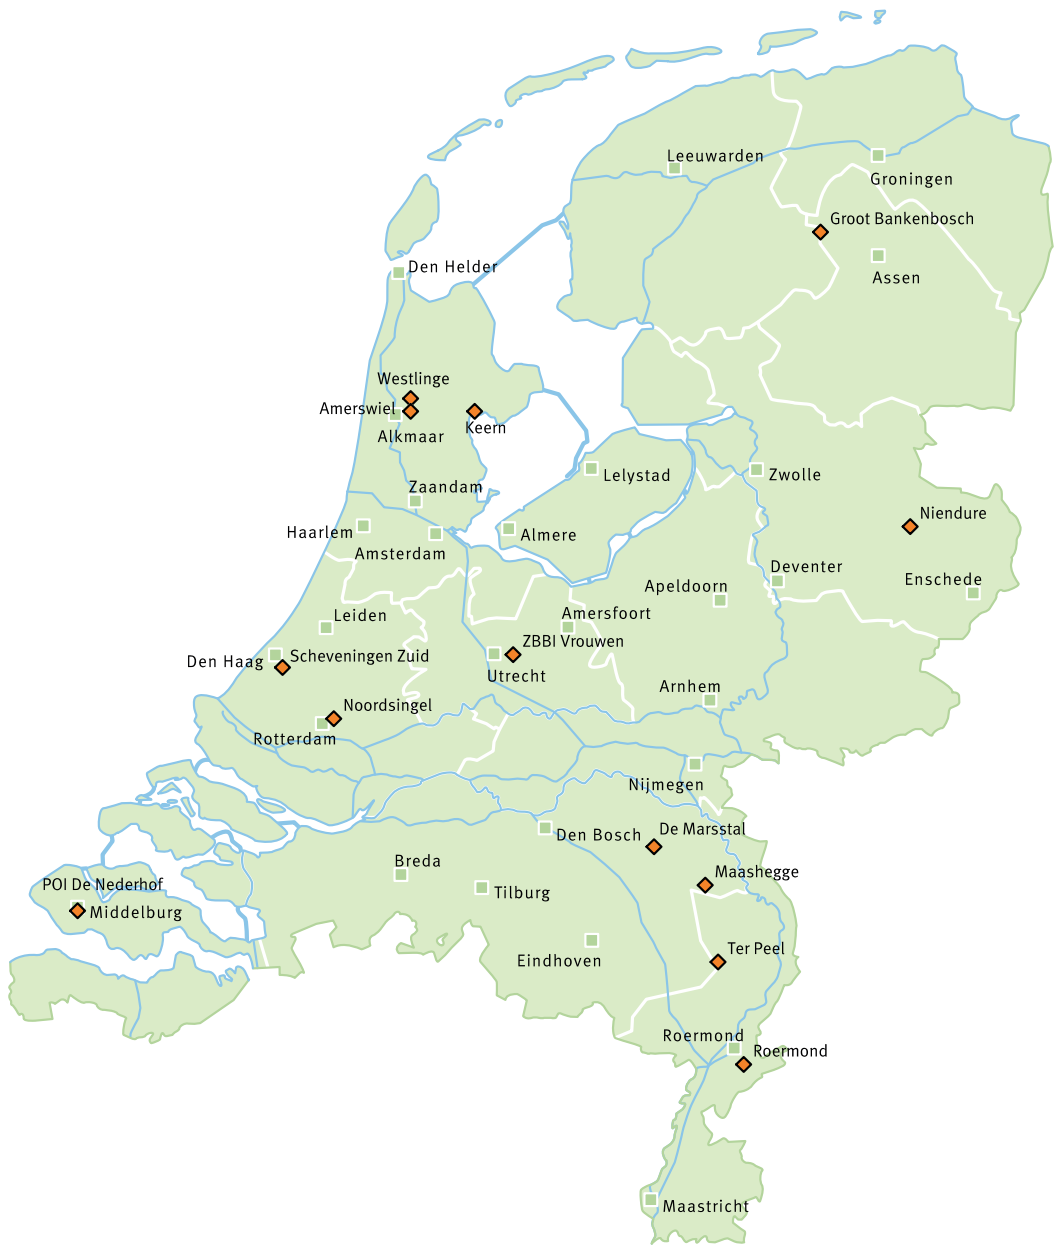 Leeuwarden
Groningen
Groot Bankenbosch
Den Helder
Assen
Westlinge
Amerswiel
Keern
Alkmaar
Lelystad
Zwolle
Zaandam
Niendure
Haarlem
Almere
Amsterdam
Deventer
Enschede
Apeldoorn
Leiden
Amersfoort
ZBBI Vrouwen
Den Haag
Scheveningen Zuid
Utrecht
Arnhem
Noordsingel
Rotterdam
Nijmegen
Den Bosch
De Marsstal
Breda
Maashegge
POI De Nederhof
Tilburg
Middelburg
Ter Peel
Eindhoven
Roermond
Roermond
Maastricht